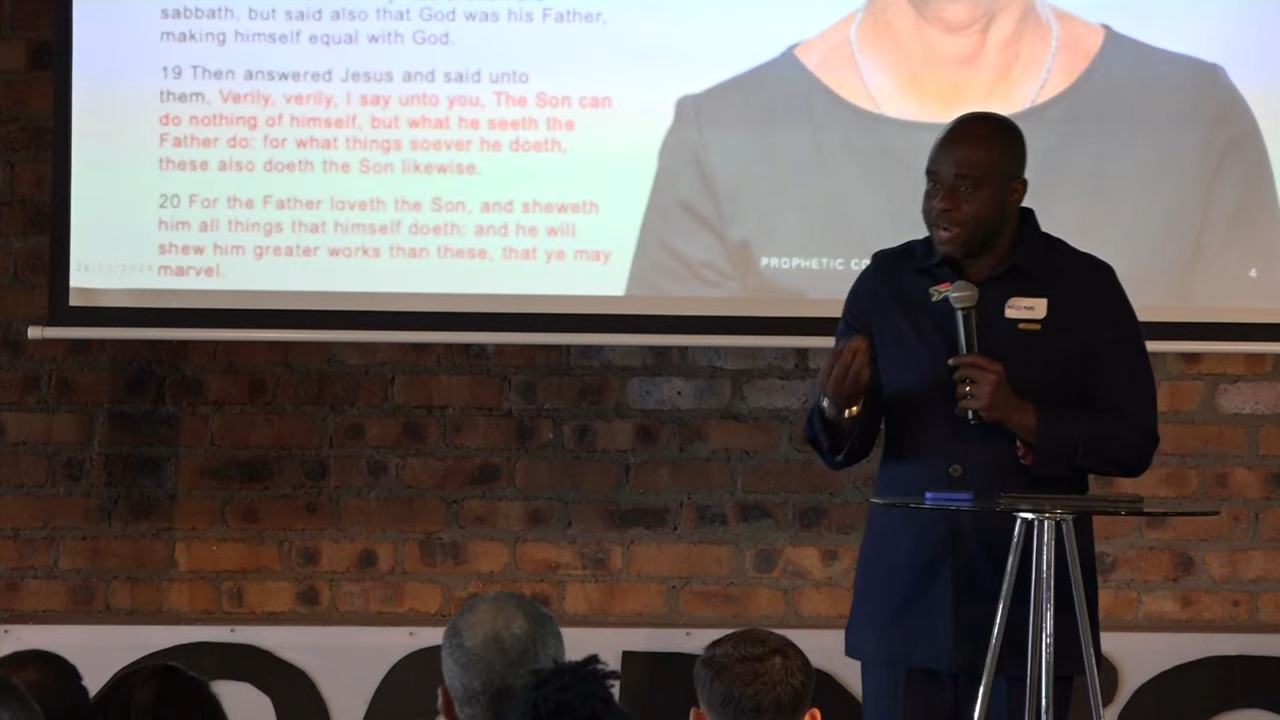 sabbath, but said also that God was his Father,
making himself equal with God.
19 Then answered Jesus and said unto
them, Verily, verily, I say unto you, The Son can
do nothing of himself, but what he seeth the
Father do: for what things soever he doeth,
these also doeth the Son likewise.
20 For the Father loveth the Son, and sheweth
him all things that himself doeth: and he will
shew him greater works than these, that ye may
marvel.
26/10/2024
PROPHETIC CO
4